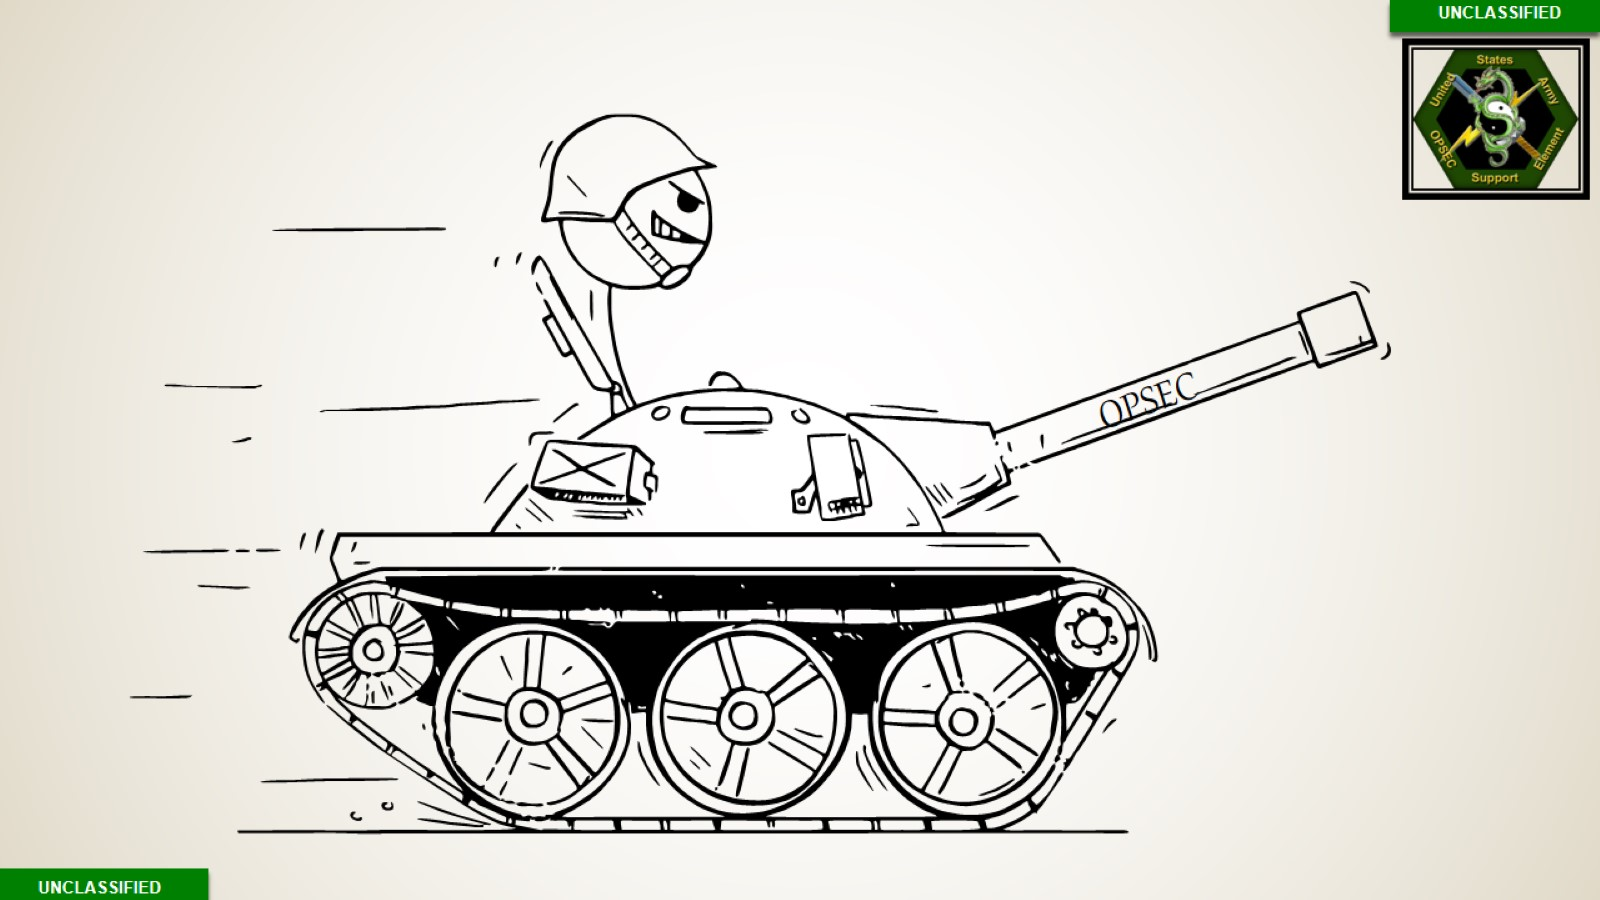 UNCLASSIFIED
United
States
Army
OPSEC
Element
Support
OPSEC
UNCLASSIFIED